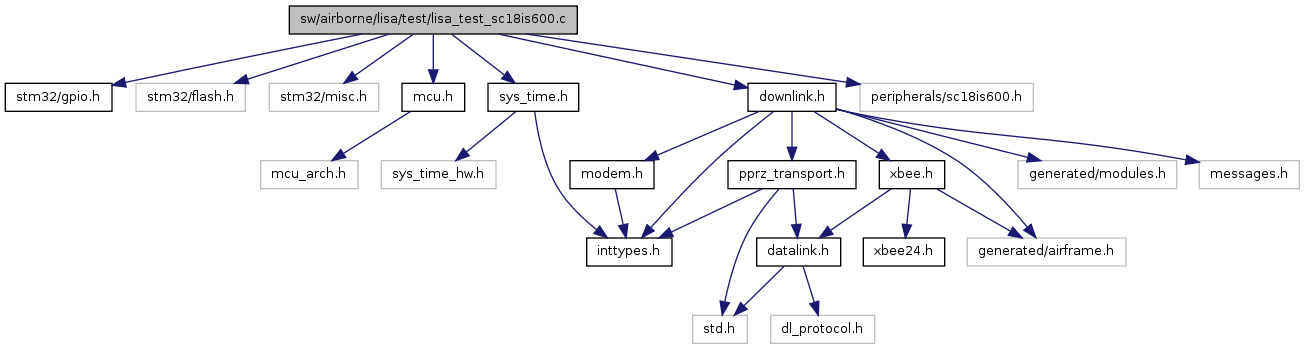 sw/airborne/lisa/test/lisa_test_sc18is600.c
stm32/gpio.h
stm32/flash.h
stm32/misc.h
mcu.h
sys_time.h
downlink.h
peripherals/sc18is600.h
mcu_arch.h
sys_time_hw.h
modem.h
pprz_transport.h
xbee.h
generated/modules.h
messages.h
inttypes.h
datalink.h
xbee24.h
generated/airframe.h
std.h
dl_protocol.h